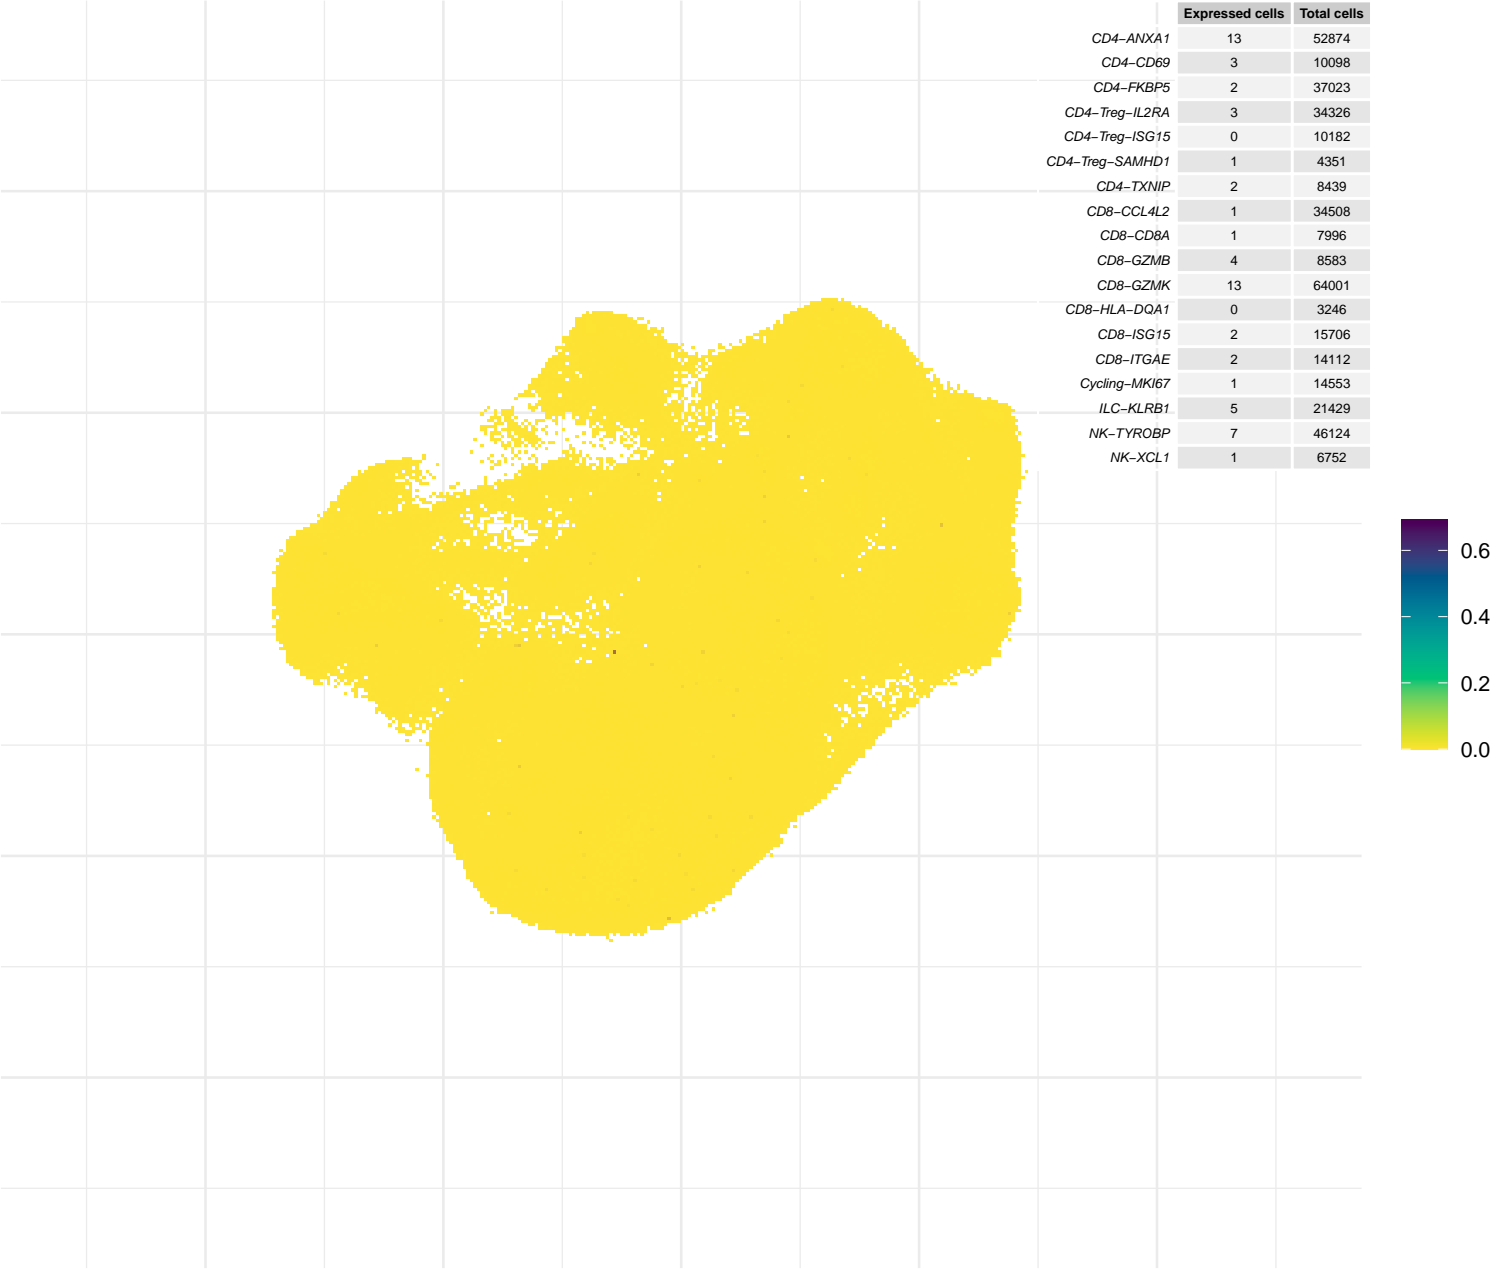 Expressed cells Total cells
CD4−ANXA1 13 52874
CD4−CD69 3 10098
CD4−FKBP5 2 37023
CD4−Treg−IL2RA 3 34326
CD4−Treg−ISG15 0 10182
CD4−Treg−SAMHD1 1 4351
CD4−TXNIP 2 8439
CD8−CCL4L2 1 34508
CD8−CD8A 1 7996
CD8−GZMB 4 8583
CD8−GZMK 13 64001
CD8−HLA−DQA1 0 3246
CD8−ISG15 2 15706
CD8−ITGAE 2 14112
Cycling−MKI67 1 14553
ILC−KLRB1 5 21429
NK−TYROBP 7 46124
NK−XCL1 1 6752
0.6
0.4
0.2
0.0